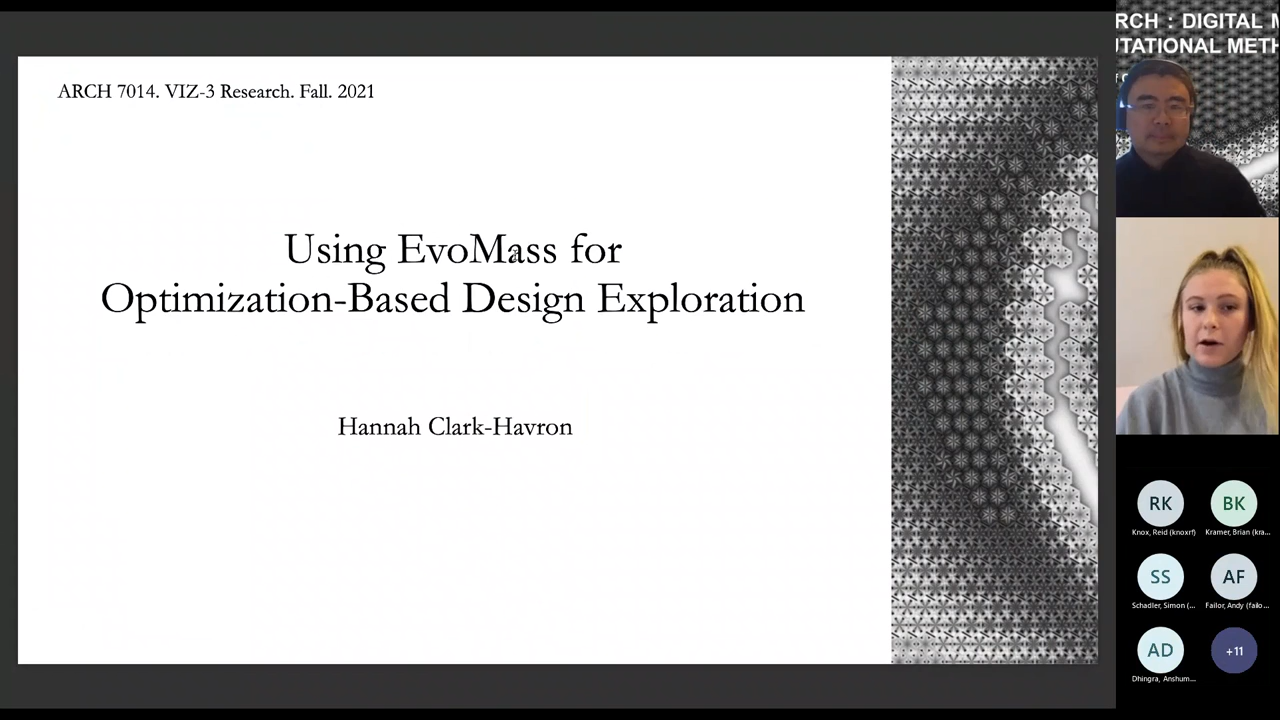 ARCH 7014. VIZ-3 Research. Fall. 2021
Using EvoMass for
Optimization-Based Design Exploration
Hannah Clark-Havron
RCH : DIGITAL M
UTATIONAL METH
RK
BK
Knox, Reid (knoxrf)
Kramer, Brian (kra...
SS
AF
Schadler, Simon (...
Failor, Andy (failo...
AD
+11
Dhingra, Anshum...